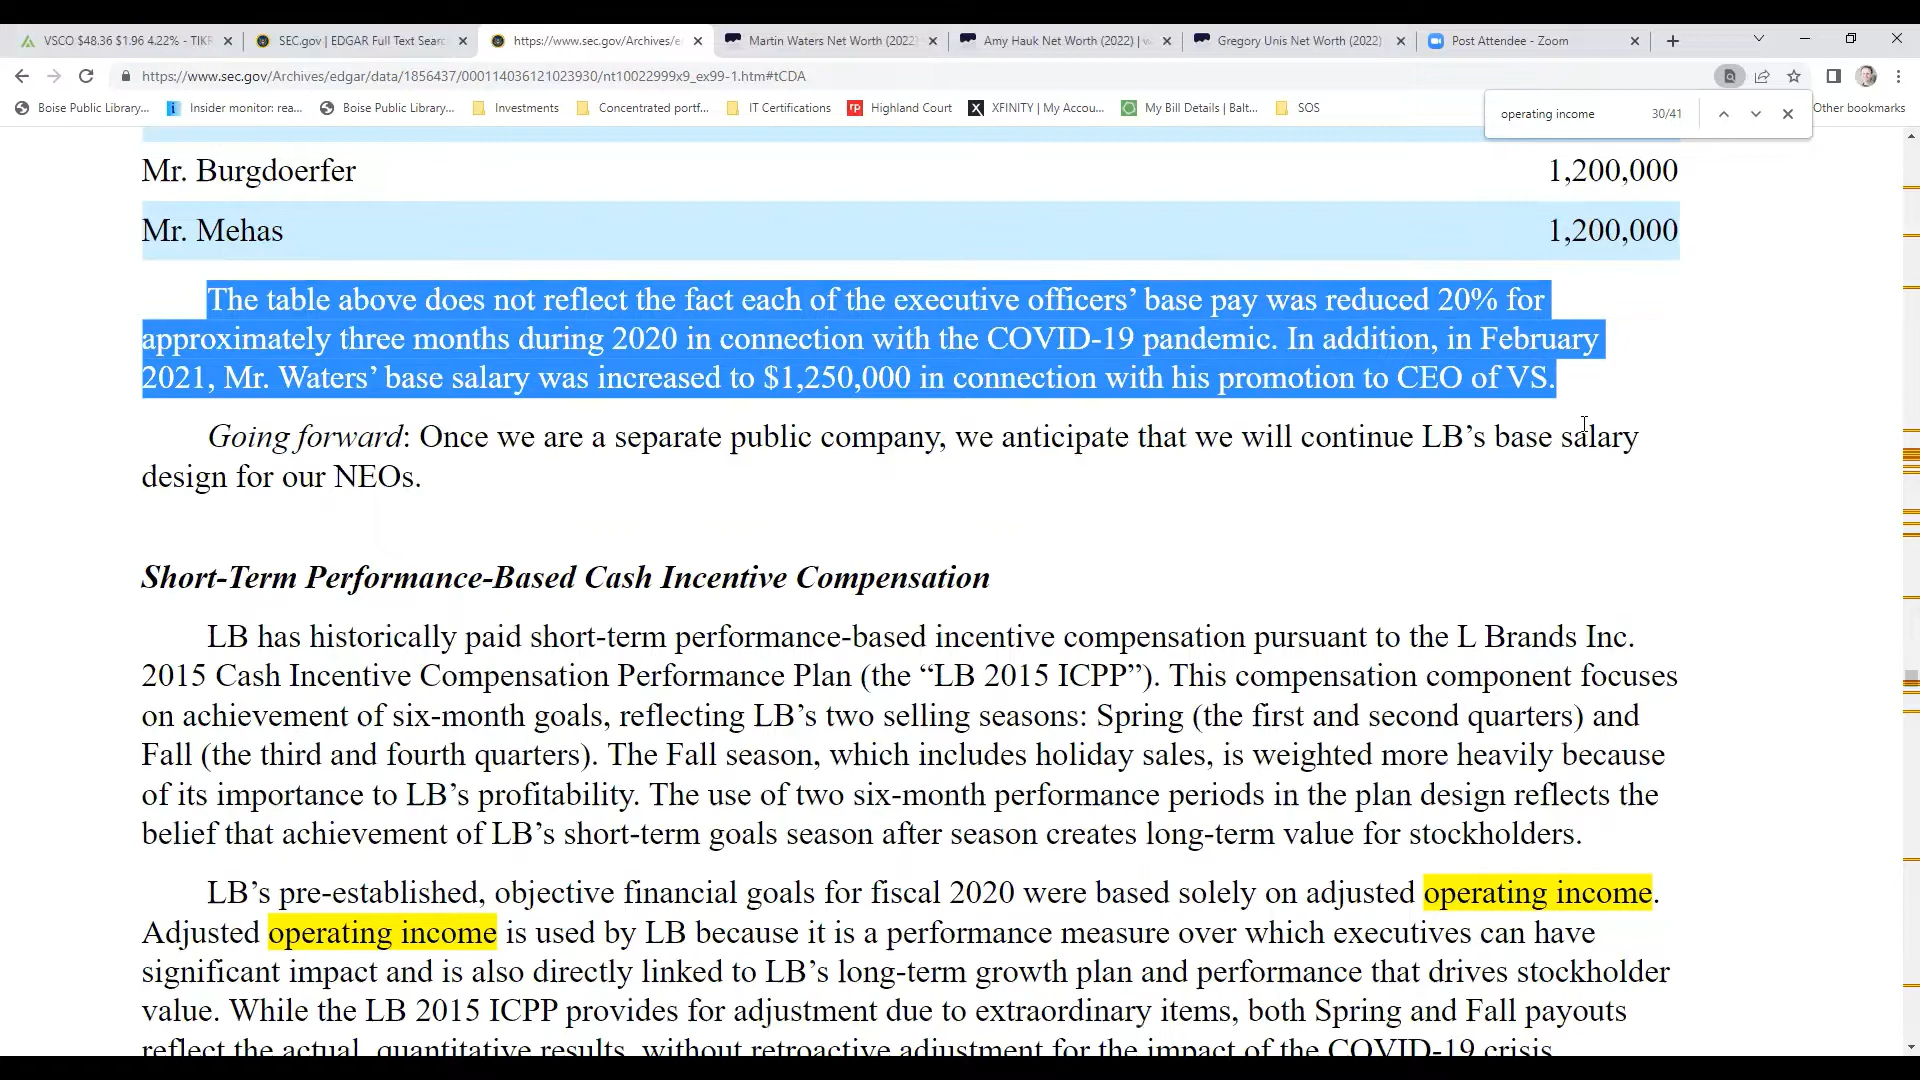 VSCO $48.36 $1.96 4.22% - TIKR
SEC.gov | EDGAR Full Text Searc
https://www.sec.gov/Archives/e
Martin Waters Net Worth (2022)
Amy Hauk Net Worth (2022) | w
Gregory Unis Net Worth (2022)
Post Attendee - Zoom
https://www.sec.gov/Archives/edgar/data/1856437/000114036121023930/nt10022999x9_ex99-1.htm#tCDA
Boise Public Library...
Insider monitor: rea...
Boise Public Library...
Investments
Concentrated portf...
IT Certifications
rp Highland Court
X XFINITY | My Accou...
My Bill Details | Balt...
SOS
Other bookmarks
operating income 30/41
Mr. Burgdoerfer 1,200,000
Mr. Mehas 1,200,000
The table above does not reflect the fact each of the executive officers’ base pay was reduced 20% for
approximately three months during 2020 in connection with the COVID-19 pandemic. In addition, in February
2021, Mr. Waters’ base salary was increased to $1,250,000 in connection with his promotion to CEO of VS.
Going forward: Once we are a separate public company, we anticipate that we will continue LB’s base salary
design for our NEOs.
Short-Term Performance-Based Cash Incentive Compensation
LB has historically paid short-term performance-based incentive compensation pursuant to the L Brands Inc.
2015 Cash Incentive Compensation Performance Plan (the “LB 2015 ICPP”). This compensation component focuses
on achievement of six-month goals, reflecting LB’s two selling seasons: Spring (the first and second quarters) and
Fall (the third and fourth quarters). The Fall season, which includes holiday sales, is weighted more heavily because
of its importance to LB’s profitability. The use of two six-month performance periods in the plan design reflects the
belief that achievement of LB’s short-term goals season after season creates long-term value for stockholders.
LB’s pre-established, objective financial goals for fiscal 2020 were based solely on adjusted operating income.
Adjusted operating income is used by LB because it is a performance measure over which executives can have
significant impact and is also directly linked to LB’s long-term growth plan and performance that drives stockholder
value. While the LB 2015 ICPP provides for adjustment due to extraordinary items, both Spring and Fall payouts
reflect the actual, quantitative results, without retroactive adjustment for the impact of the COVID-19 crisis